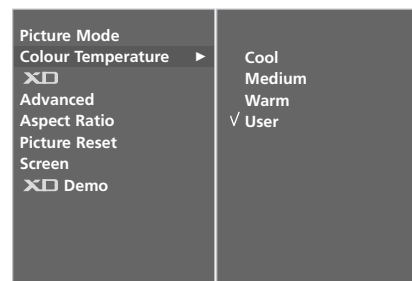 Picture Mode
Colour Temperature ►
XD
Advanced
Aspect Ratio
Picture Reset
Screen
XD Demo
Cool
Medium
Warm
√ User